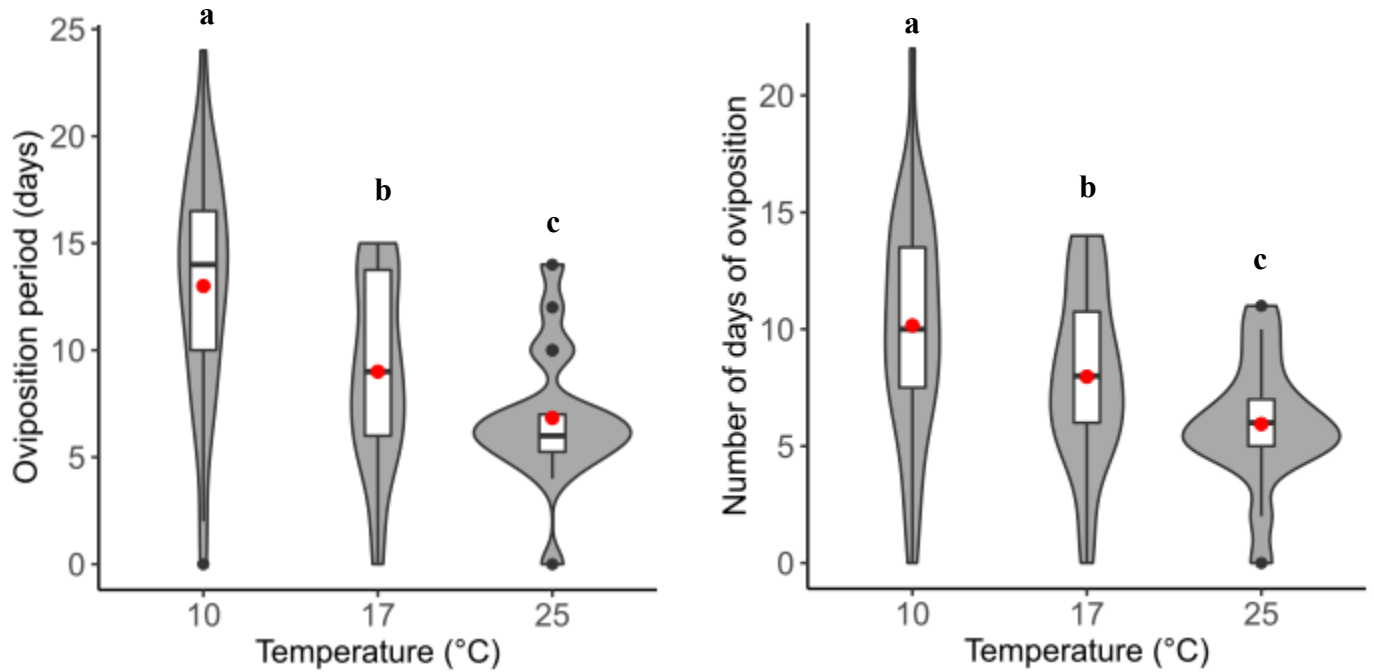 a
25
20
15
10
5
0
b
c
Oviposition period (days)
10 17 25
Temperature (°C)
a
20
15
10
5
0
b
c
Number of days of oviposition
10 17 25
Temperature (°C)